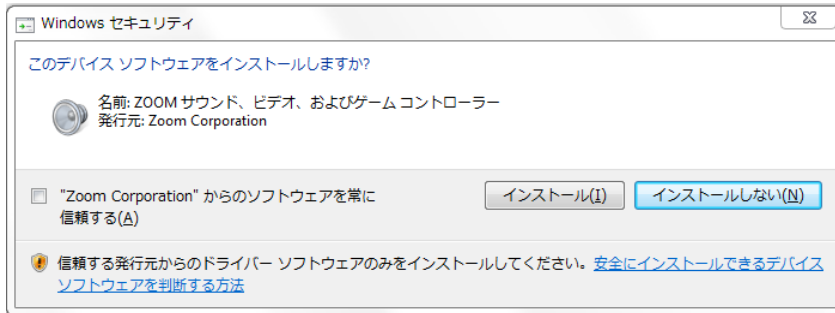 Windows セキュリティ
このデバイス ソフトウェアをインストールしますか?
名前: ZOOM サウンド、ビデオ、およびゲーム コントローラー
発行元: Zoom Corporation
"Zoom Corporation" からのソフトウェアを常に
信頼する(A)
インストール(I)
インストールしない(N)
信頼する発行元からのドライバー ソフトウェアのみをインストールしてください。安全にインストールできるデバイス
ソフトウェアを判断する方法